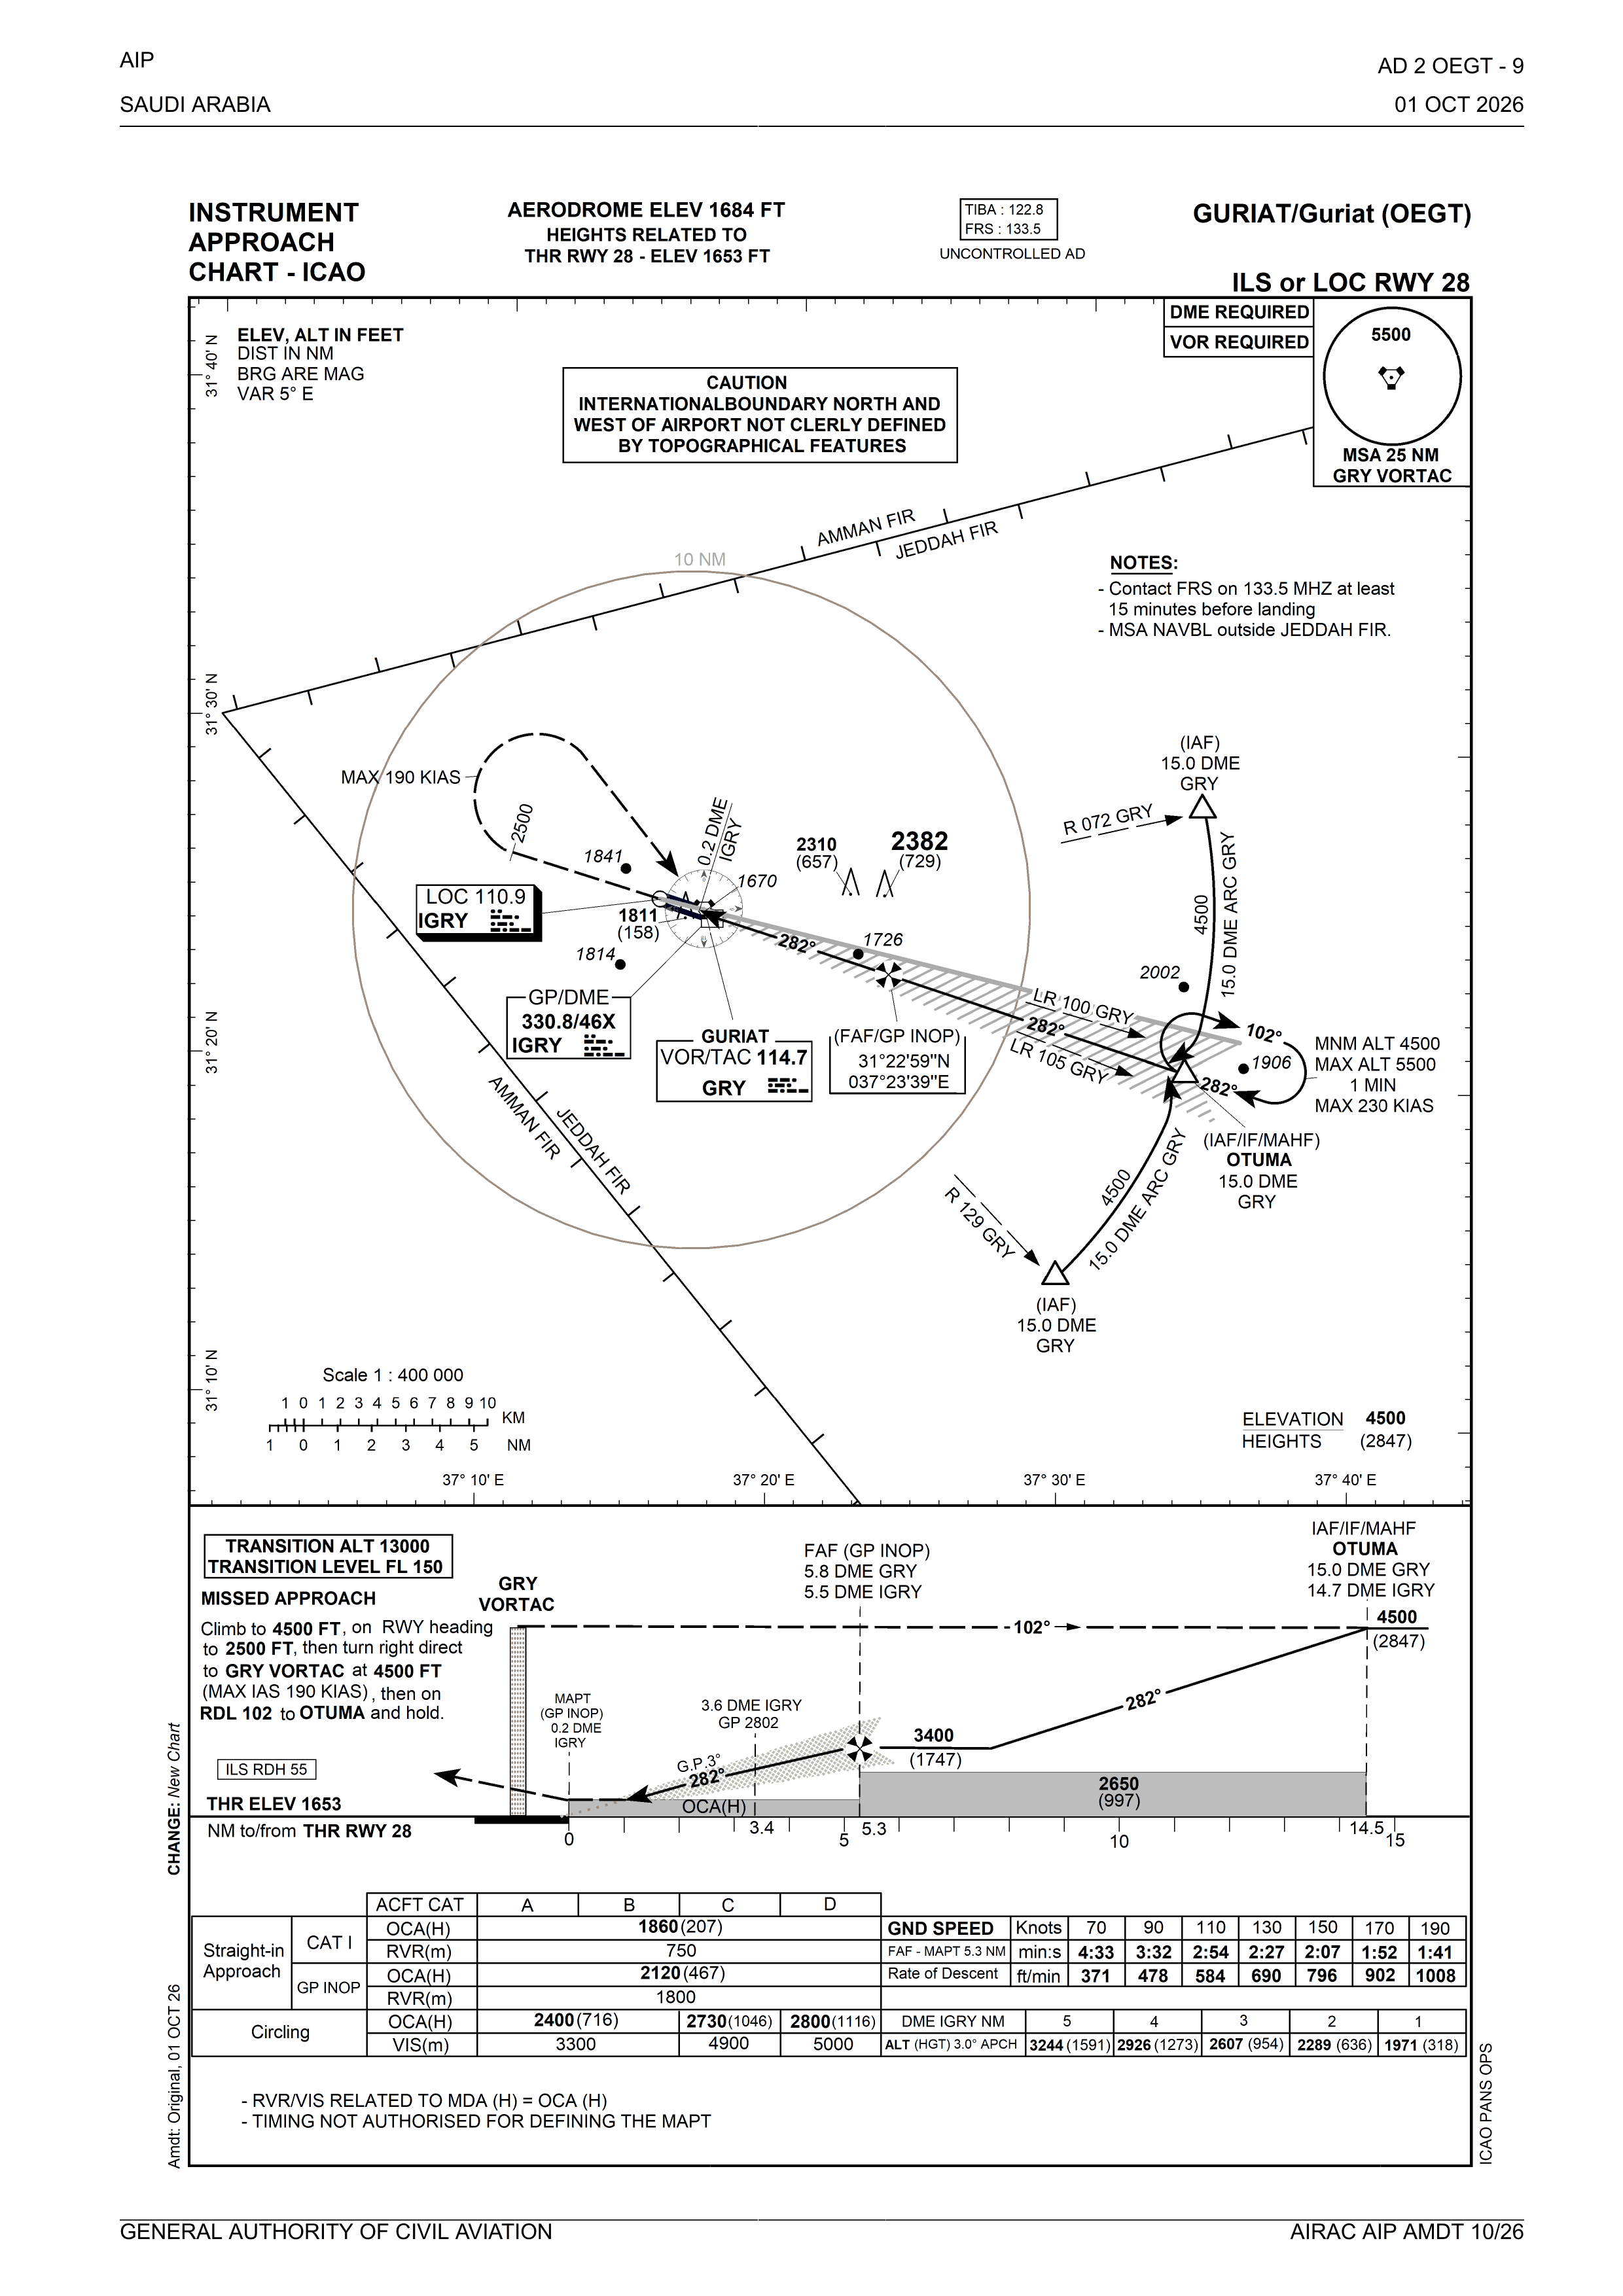 AIP
AD 2 OEGT - 9
SAUDI ARABIA
01 OCT 2026
INSTRUMENT
APPROACH
CHART - ICAO
AERODROME ELEV 1684 FT
HEIGHTS RELATED TO
THR RWY 28 - ELEV 1653 FT
TIBA : 122.8
FRS : 133.5
UNCONTROLLED AD
GURIAT/Guriat (OEGT)
ILS or LOC RWY 28
ELEV, ALT IN FEET
DIST IN NM
BRG ARE MAG
VAR 5° E
CAUTION
INTERNATIONALBOUNDARY NORTH AND
WEST OF AIRPORT NOT CLERLY DEFINED
BY TOPOGRAPHICAL FEATURES
DME REQUIRED
VOR REQUIRED
5500
MSA 25 NM
GRY VORTAC
31° 40' N
AMMAN FIR
JEDDAH FIR
10 NM
NOTES:
- Contact FRS on 133.5 MHZ at least
15 minutes before landing
- MSA NAVBL outside JEDDAH FIR.
31° 30' N
MAX 190 KIAS
2500
(IAF)
15.0 DME
GRY
R 072 GRY
4500
15.0 DME ARC GRY
0.2 DME
IGRY
2310
(657)
2382
(729)
1841
1670
LOC 110.9
IGRY
1811
(158)
1814
282°
1726
2002
GP/DME
330.8/46X
IGRY
GURIAT
VOR/TAC 114.7
GRY
(FAF/GP INOP)
31°22'59"N
037°23'39"E
LR 100 GRY
282°
LR 105 GRY
102°
1906
282°
MNM ALT 4500
MAX ALT 5500
1 MIN
MAX 230 KIAS
(IAF/IF/MAHF)
OTUMA
15.0 DME
GRY
31° 20' N
AMMAN FIR
JEDDAH FIR
R 129 GRY
4500
15.0 DME ARC GRY
(IAF)
15.0 DME
GRY
31° 10' N
Scale 1 : 400 000
1 0 1 2 3 4 5 6 7 8 9 10
KM
1 0 1 2 3 4 5 NM
ELEVATION 4500
HEIGHTS (2847)
37° 10' E
37° 20' E
37° 30' E
37° 40' E
TRANSITION ALT 13000
TRANSITION LEVEL FL 150
MISSED APPROACH
Climb to 4500 FT, on RWY heading
to 2500 FT, then turn right direct
to GRY VORTAC at 4500 FT
(MAX IAS 190 KIAS), then on
RDL 102 to OTUMA and hold.
GRY
VORTAC
FAF (GP INOP)
5.8 DME GRY
5.5 DME IGRY
IAF/IF/MAHF
OTUMA
15.0 DME GRY
14.7 DME IGRY
102°
4500
(2847)
282°
MAPT
(GP INOP)
0.2 DME
IGRY
3.6 DME IGRY
GP 2802
3400
(1747)
G.P.3°
282°
ILS RDH 55
OCA(H)
2650
(997)
THR ELEV 1653
NM to/from THR RWY 28
0 3.4 5 5.3 10 14.5 15
ACFT CAT A B C D
Straight-in
Approach
CAT I
OCA(H) 1860(207)
RVR(m) 750
GP INOP
OCA(H) 2120(467)
RVR(m) 1800
Circling
OCA(H) 2400(716) 2730(1046) 2800(1116)
VIS(m) 3300 4900 5000
GND SPEED Knots 70 90 110 130 150 170 190
FAF - MAPT 5.3 NM min:s 4:33 3:32 2:54 2:27 2:07 1:52 1:41
Rate of Descent ft/min 371 478 584 690 796 902 1008
DME IGRY NM 5 4 3 2 1
ALT (HGT) 3.0° APCH 3244 (1591) 2926 (1273) 2607 (954) 2289 (636) 1971 (318)
- RVR/VIS RELATED TO MDA (H) = OCA (H)
- TIMING NOT AUTHORISED FOR DEFINING THE MAPT
CHANGE: New Chart
Amdt: Original, 01 OCT 26
ICAO PANS OPS
GENERAL AUTHORITY OF CIVIL AVIATION
AIRAC AIP AMDT 10/26